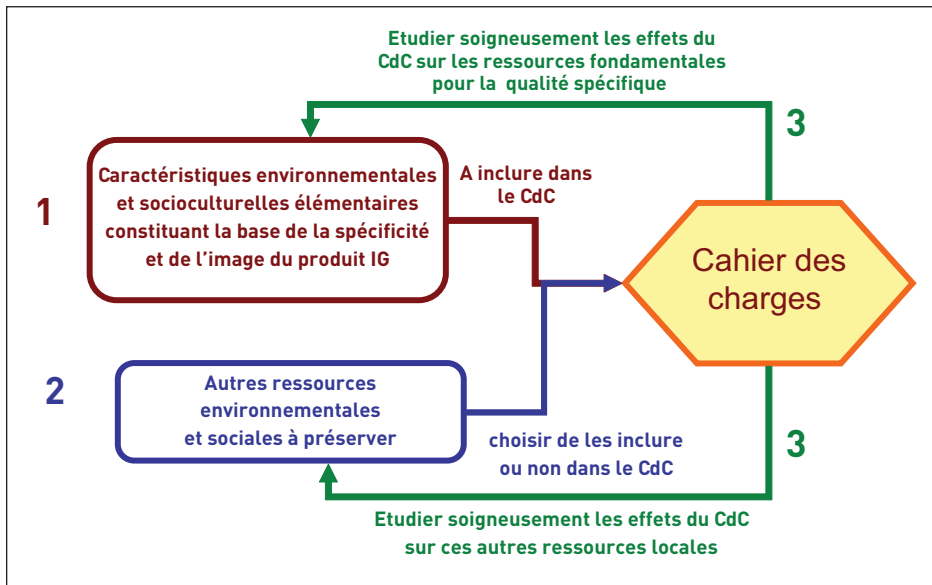 Etudier soigneusement les effets du
CdC sur les ressources fondamentales
pour la qualité spécifique
3
1
Caractéristiques environnementales
et socioculturelles élémentaires
constituant la base de la spécificité
et de l'image du produit IG
A inclure dans
le CdC
Cahier des
charges
2
Autres ressources
environnementales
et sociales à préserver
choisir de les inclure
ou non dans le CdC
3
Etudier soigneusement les effets du CdC
sur ces autres ressources locales